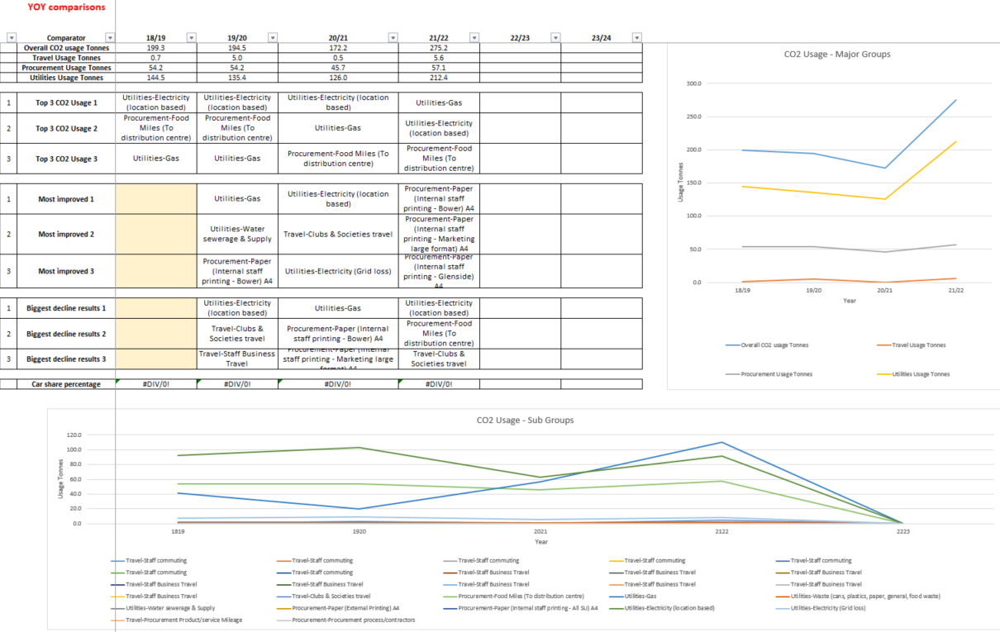 YOY comparisons
Comparator 18/19 19/20 20/21 21/22 22/23 23/24
Overall CO2 usage Tonnes 199.3 194.5 172.2 275.2
Travel Usage Tonnes 0.7 5.0 0.5 5.6
Procurement Usage Tonnes 54.2 54.2 45.7 57.1
Utilities Usage Tonnes 144.5 135.4 126.0 212.4
1 Top 3 CO2 Usage 1
Utilities-Electricity
(location based)
Utilities-Electricity
(location based)
Utilities-Electricity (location
based)
Utilities-Gas
2 Top 3 CO2 Usage 2
Procurement-Food
Miles (To
distribution centre)
Procurement-Food
Miles (To
distribution centre)
Utilities-Gas
Utilities-Electricity
(location based)
3 Top 3 CO2 Usage 3
Utilities-Gas
Utilities-Gas
Procurement-Food Miles (To
distribution centre)
Procurement-Food
Miles (To
distribution centre)
1 Most improved 1
Utilities-Gas
Utilities-Electricity (location
based)
Procurement-Paper
(Internal staff
printing - Bower) A4
2 Most improved 2
Utilities-Water
sewerage & Supply
Travel-Clubs & Societies travel
Procurement-Paper
(Internal staff
printing - Marketing
large format) A4
3 Most improved 3
Procurement-Paper
(Internal staff
printing - Bower) A4
Utilities-Electricity (Grid loss)
Procurement-Paper
(Internal staff
printing - Glenside)
A4
1 Biggest decline results 1
Utilities-Electricity
(location based)
Utilities-Gas
Utilities-Electricity
(location based)
2 Biggest decline results 2
Travel-Clubs &
Societies travel
Procurement-Paper (Internal
staff printing - Bower) A4
Procurement-Food
Miles (To
distribution centre)
3 Biggest decline results 3
Travel-Staff Business
Travel
Procurement-Paper (Internal
staff printing - Marketing large
format) A4
Travel-Clubs &
Societies travel
Car share percentage #DIV/0! #DIV/0! #DIV/0! #DIV/0!
CO2 Usage - Major Groups
300.0
250.0
200.0
150.0
100.0
50.0
0.0
Usage Tonnes
18/19 19/20 20/21 21/22
Year
Overall CO2 usage Tonnes Travel Usage Tonnes
Procurement Usage Tonnes Utilities Usage Tonnes
CO2 Usage - Sub Groups
120.0
100.0
80.0
60.0
40.0
20.0
0.0
Usage Tonnes
1819 1920 2021 2122 2223
Year
Travel-Staff commuting Travel-Staff commuting Travel-Staff commuting Travel-Staff commuting Travel-Staff commuting
Travel-Staff commuting Travel-Staff commuting Travel-Staff Business Travel Travel-Staff Business Travel Travel-Staff Business Travel
Travel-Staff Business Travel Travel-Staff Business Travel Travel-Staff Business Travel Travel-Staff Business Travel Travel-Staff Business Travel
Travel-Staff Business Travel Travel-Clubs & Societies travel Procurement-Food Miles (To distribution centre) Utilities-Gas Utilities-Waste (cans, plastics, paper, general, food waste)
Utilities-Water sewerage & Supply Procurement-Paper (External Printing) A4 Procurement-Paper (Internal staff printing - All SU) A4 Utilities-Electricity (location based) Utilities-Electricity (Grid loss)
Travel-Procurement Product/service Mileage Procurement-Procurement process/contractors